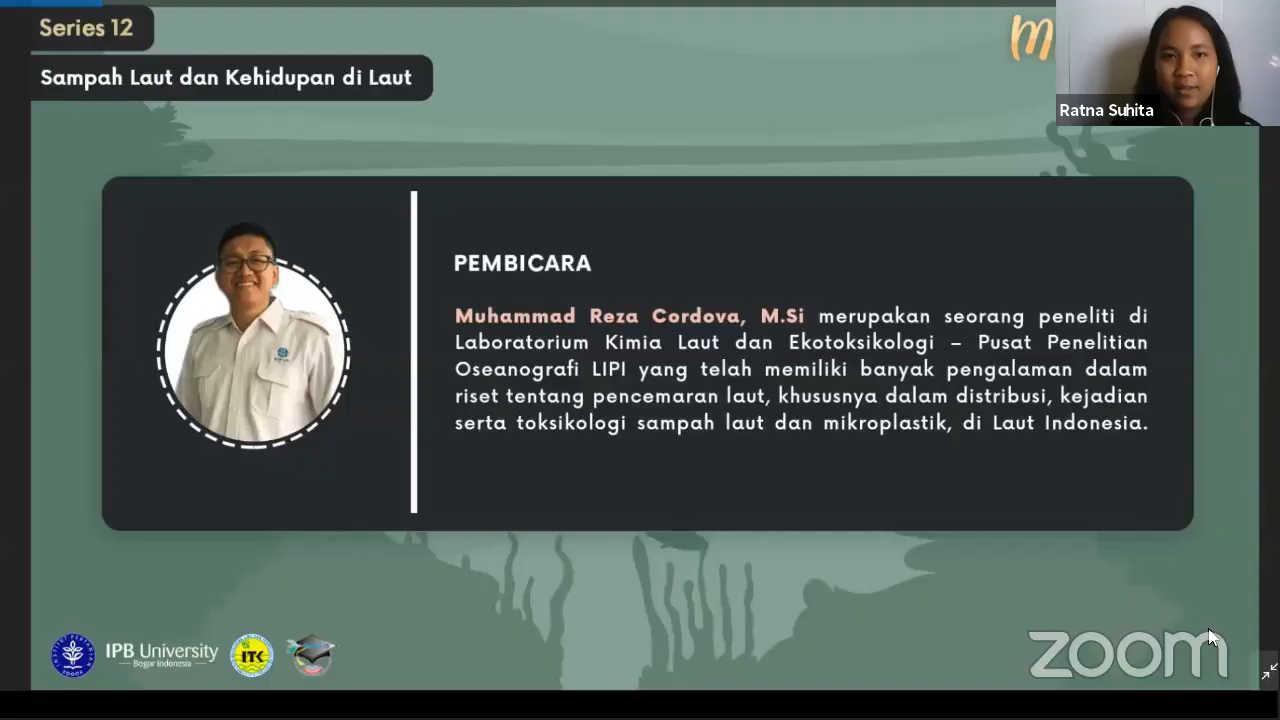 Series 12
Sampah Laut dan Kehidupan di Laut
Ratna Suhita
PEMBICARA
Muhammad Reza Cordova, M.Si merupakan seorang peneliti di
Laboratorium Kimia Laut dan Ekotoksikologi – Pusat Penelitian
Oseanografi LIPI yang telah memiliki banyak pengalaman dalam
riset tentang pencemaran laut, khususnya dalam distribusi, kejadian
serta toksikologi sampah laut dan mikroplastik, di Laut Indonesia.
IPB University
Bogor Indonesia
ITK
zoom